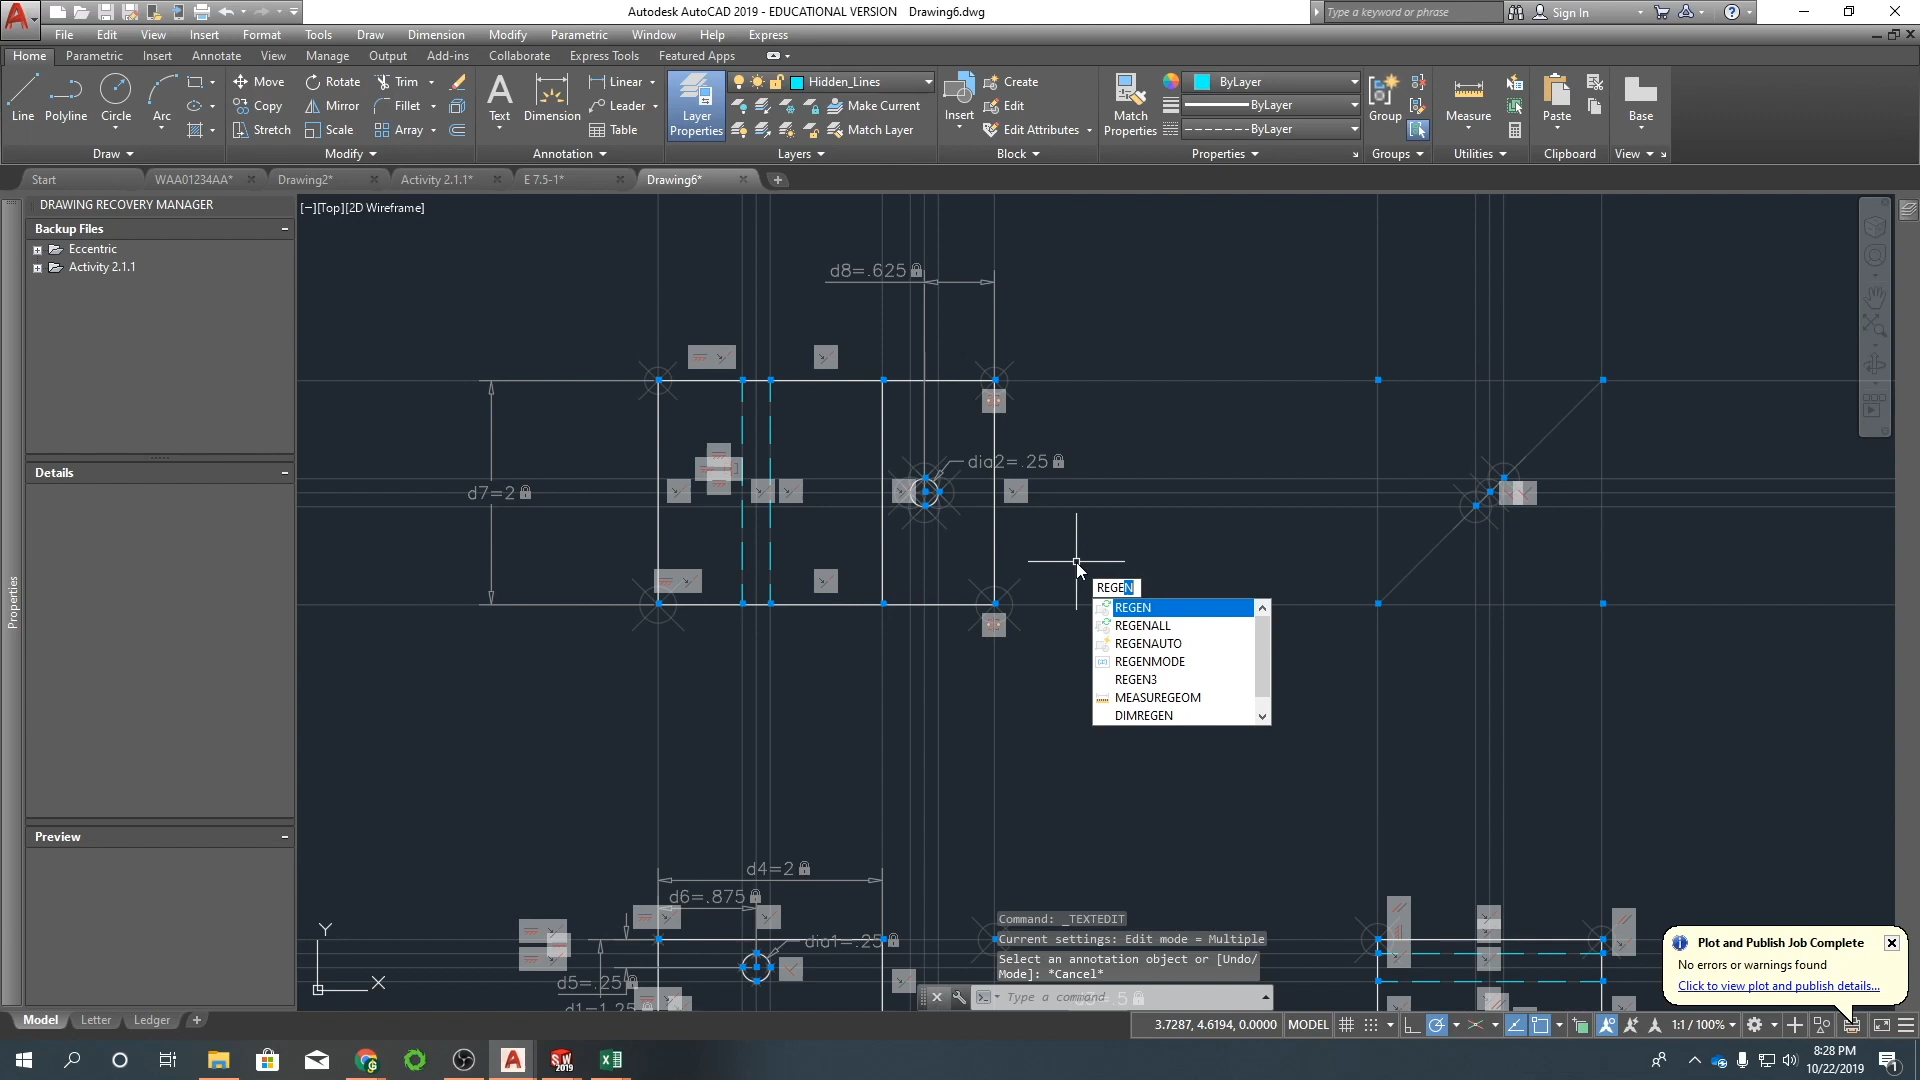 Autodesk AutoCAD 2019 - EDUCATIONAL VERSION Drawing6.dwg
Type a keyword or phrase
Sign In
File Edit View Insert Format Tools Draw Dimension Modify Parametric Window Help Express
Home Parametric Insert Annotate View Manage Output Add-ins Collaborate Express Tools Featured Apps
Line Polyline Circle Arc
Move Rotate Trim
Copy Mirror Fillet
Stretch Scale Array
Text Dimension
Linear
Leader
Table
Layer Properties
Hidden_Lines
Make Current
Match Layer
Insert
Create
Edit
Edit Attributes
Match Properties
ByLayer
ByLayer
ByLayer
Group
Measure
Paste
Base
Draw Modify Annotation Layers Block Properties Groups Utilities Clipboard View
Start WAA01234AA* Drawing2* Activity 2.1.1* E 7.5-1* Drawing6*
DRAWING RECOVERY MANAGER
Backup Files
Eccentric
Activity 2.1.1
Details
Preview
Properties
[−][Top][2D Wireframe]
d8=.625
dia2=.25
d7=2
REGEN
REGEN
REGENALL
REGENAUTO
REGENMODE
REGEN3
MEASUREGEOM
DIMREGEN
d4=2
d6=.875
dia1=.25
d5=.25
d1=1.25
Y
X
Command: _TEXTEDIT
Current settings: Edit mode = Multiple
Select an annotation object or [Undo/
Mode]: *Cancel*
Type a command
Plot and Publish Job Complete
No errors or warnings found
Click to view plot and publish details...
Model Letter Ledger
3.7287, 4.6194, 0.0000 MODEL 1:1 / 100%
SW
2019
8:28 PM
10/22/2019
1